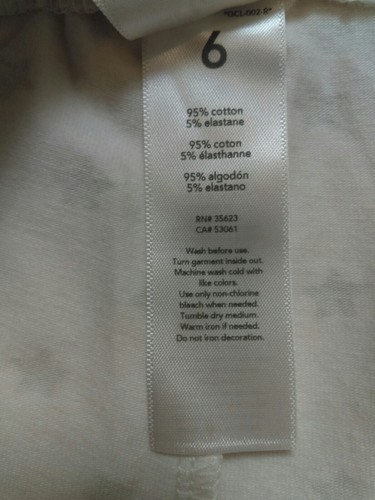 "OCL-002 R"
6
95% cotton
5% elastane
95% coton
5% élasthanne
95% algodón
5% elastano
RN# 35623
CA# 53061
Wash before use.
Turn garment inside out.
Machine wash cold with
like colors.
Use only non-chlorine
bleach when needed.
Tumble dry medium.
Warm iron if needed.
Do not iron decoration.